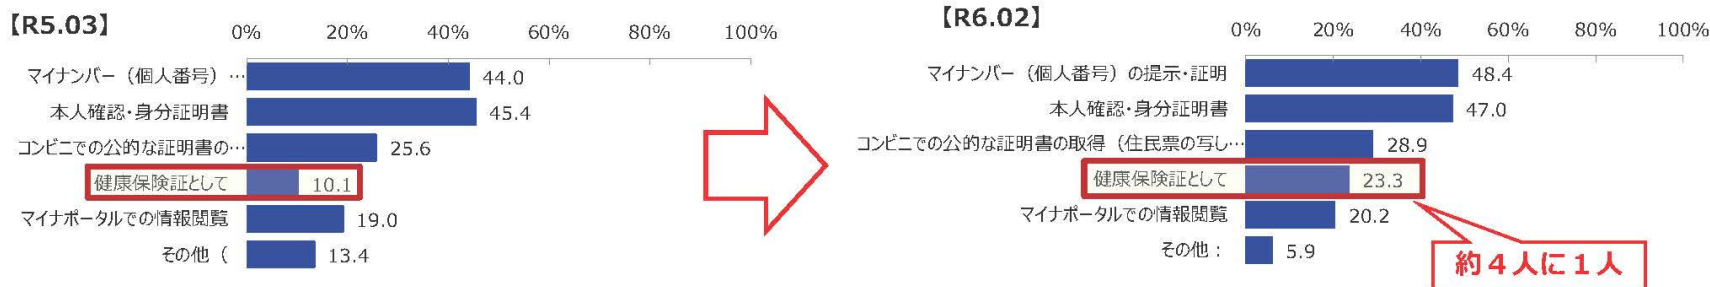 【R5.03】
0% 20% 40% 60% 80% 100%
マイナンバー（個人番号）… 44.0
本人確認・身分証明書 45.4
コンビニでの公的な証明書の… 25.6
健康保険証として 10.1
マイナポータルでの情報閲覧 19.0
その他（ 13.4
【R6.02】
0% 20% 40% 60% 80% 100%
マイナンバー（個人番号）の提示・証明 48.4
本人確認・身分証明書 47.0
コンビニでの公的な証明書の取得（住民票の写し… 28.9
健康保険証として 23.3
マイナポータルでの情報閲覧 20.2
その他： 5.9
約４人に１人